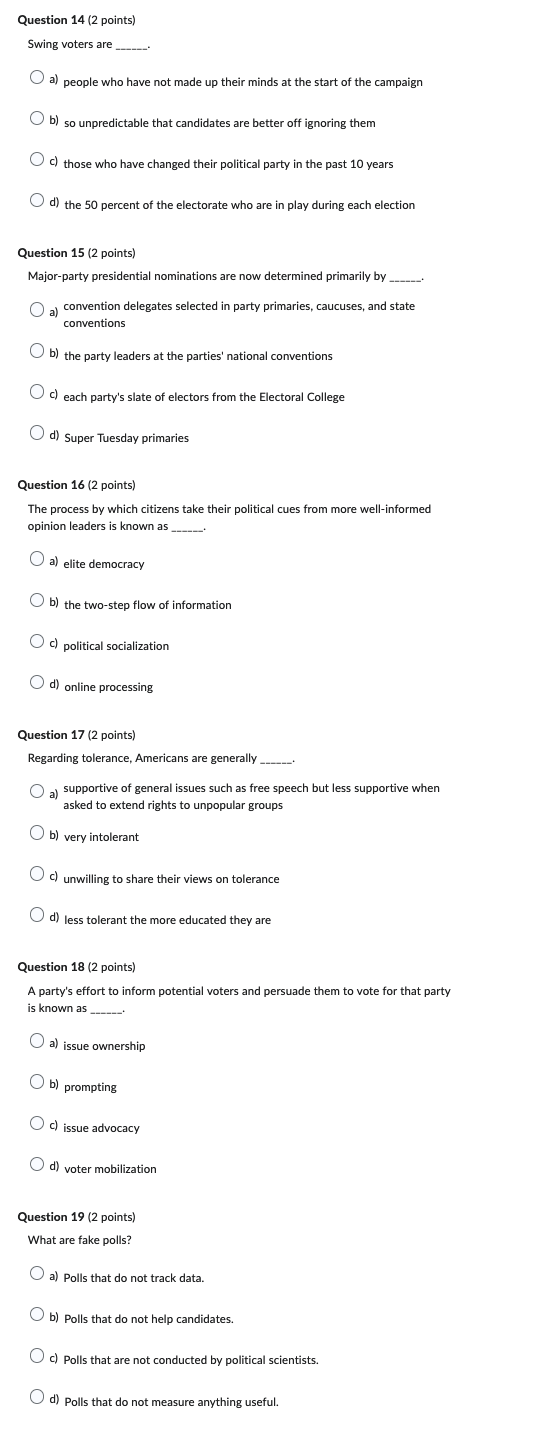 Question 14 (2 points)
Swing voters are ______.
a) people who have not made up their minds at the start of the campaign
b) so unpredictable that candidates are better off ignoring them
c) those who have changed their political party in the past 10 years
d) the 50 percent of the electorate who are in play during each election
Question 15 (2 points)
Major-party presidential nominations are now determined primarily by ______.
a) convention delegates selected in party primaries, caucuses, and state
conventions
b) the party leaders at the parties' national conventions
c) each party's slate of electors from the Electoral College
d) Super Tuesday primaries
Question 16 (2 points)
The process by which citizens take their political cues from more well-informed
opinion leaders is known as ______.
a) elite democracy
b) the two-step flow of information
c) political socialization
d) online processing
Question 17 (2 points)
Regarding tolerance, Americans are generally ______.
a) supportive of general issues such as free speech but less supportive when
asked to extend rights to unpopular groups
b) very intolerant
c) unwilling to share their views on tolerance
d) less tolerant the more educated they are
Question 18 (2 points)
A party's effort to inform potential voters and persuade them to vote for that party
is known as ______.
a) issue ownership
b) prompting
c) issue advocacy
d) voter mobilization
Question 19 (2 points)
What are fake polls?
a) Polls that do not track data.
b) Polls that do not help candidates.
c) Polls that are not conducted by political scientists.
d) Polls that do not measure anything useful.